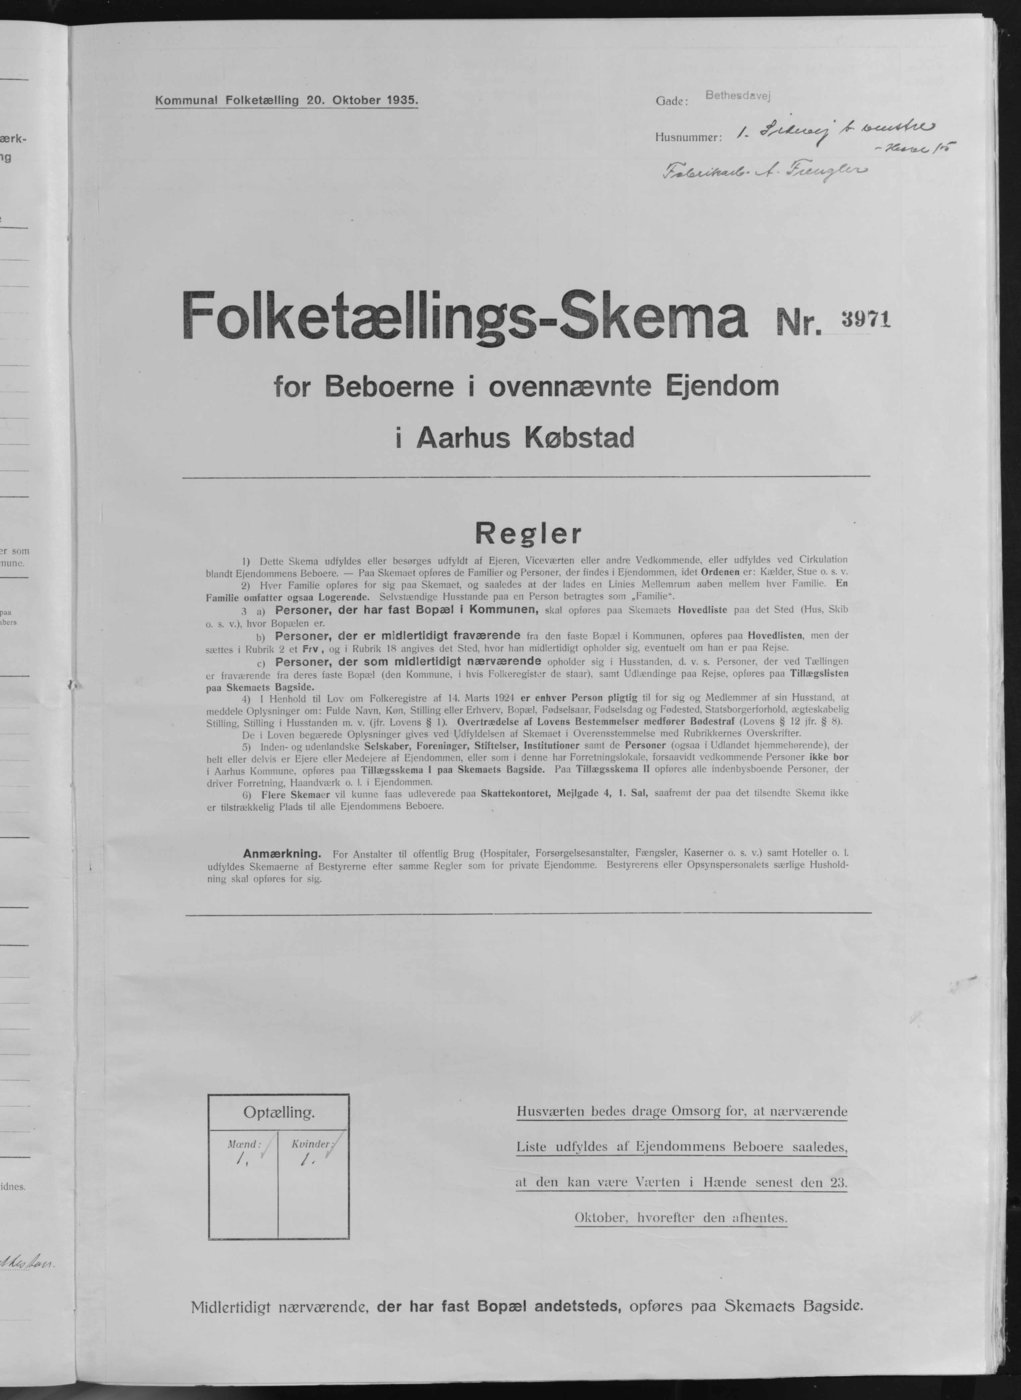 Kommunal Folketælling 20. Oktober 1935.
Gade: Bethesdavej
Husnummer: 1. Sidevej t. venstre
- Huse 15
Fabrikarb. A. Frengler
Folketællings-Skema Nr. 3971
for Beboerne i ovennævnte Ejendom
i Aarhus Købstad
Regler
1) Dette Skema udfyldes eller besørges udfyldt af Ejeren, Viceværten eller andre Vedkommende, eller udfyldes ved Cirkulation
blandt Ejendommens Beboere. — Paa Skemaet opføres de Familier og Personer, der findes i Ejendommen, idet Ordenen er: Kælder, Stue o. s. v.
2) Hver Familie opføres for sig paa Skemaet, og saaledes at der lades en Linies Mellemrum aaben mellem hver Familie. En
Familie omfatter ogsaa Logerende. Selvstændige Husstande paa en Person betragtes som „Familie“.
3 a) Personer, der har fast Bopæl i Kommunen, skal opføres paa Skemaets Hovedliste paa det Sted (Hus, Skib
o. s. v.), hvor Bopælen er.
b) Personer, der er midlertidigt fraværende fra den faste Bopæl i Kommunen, opføres paa Hovedlisten, men der
sættes i Rubrik 2 et Frv., og i Rubrik 18 angives det Sted, hvor han midlertidigt opholder sig, eventuelt om han er paa Rejse.
c) Personer, der som midlertidigt nærværende opholder sig i Husstanden, d. v. s. Personer, der ved Tællingen
er fraværende fra deres faste Bopæl (den Kommune, i hvis Folkeregister de staar), samt Udlændinge paa Rejse, opføres paa Tillægslisten
paa Skemaets Bagside.
4) I Henhold til Lov om Folkeregistre af 14. Marts 1924 er enhver Person pligtig til for sig og Medlemmer af sin Husstand, at
meddele Oplysninger om: Fulde Navn, Køn, Stilling eller Erhverv, Bopæl, Fødselsaar, Fødselsdag og Fødested, Statsborgerforhold, ægteskabelig
Stilling, Stilling i Husstanden m. v. (jfr. Lovens § 1). Overtrædelse af Lovens Bestemmelser medfører Bødestraf (Lovens § 12 jfr. § 8).
De i Loven begærede Oplysninger gives ved Udfyldelsen af Skemaet i Overensstemmelse med Rubrikkernes Overskrifter.
5) Inden- og udenlandske Selskaber, Foreninger, Stiftelser, Institutioner samt de Personer (ogsaa i Udlandet hjemmehørende), der
helt eller delvis er Ejere eller Medejere af Ejendommen, eller som i denne har Forretningslokale, forsaavidt vedkommende Personer ikke bor
i Aarhus Kommune, opføres paa Tillægsskema I paa Skemaets Bagside. Paa Tillægsskema II opføres alle indenbysboende Personer, der
driver Forretning, Haandværk o. l. i Ejendommen.
6) Flere Skemaer vil kunne faas udleverede paa Skattekontoret, Mejlgade 4, 1. Sal, saafremt der paa det tilsendte Skema ikke
er tilstrækkelig Plads til alle Ejendommens Beboere.
Anmærkning. For Anstalter til offentlig Brug (Hospitaler, Forsørgelsesanstalter, Fængsler, Kaserner o. s. v.) samt Hoteller o. l.
udfyldes Skemaerne af Bestyrerne efter samme Regler som for private Ejendomme. Bestyrerens eller Opsynspersonalets særlige Hushold-
ning skal opføres for sig.
Optælling.
Mænd: Kvinder:
1. 1.
Husværten bedes drage Omsorg for, at nærværende
Liste udfyldes af Ejendommens Beboere saaledes,
at den kan være Værten i Hænde senest den 23.
Oktober, hvorefter den afhentes.
Midlertidigt nærværende, der har fast Bopæl andetsteds, opføres paa Skemaets Bagside.